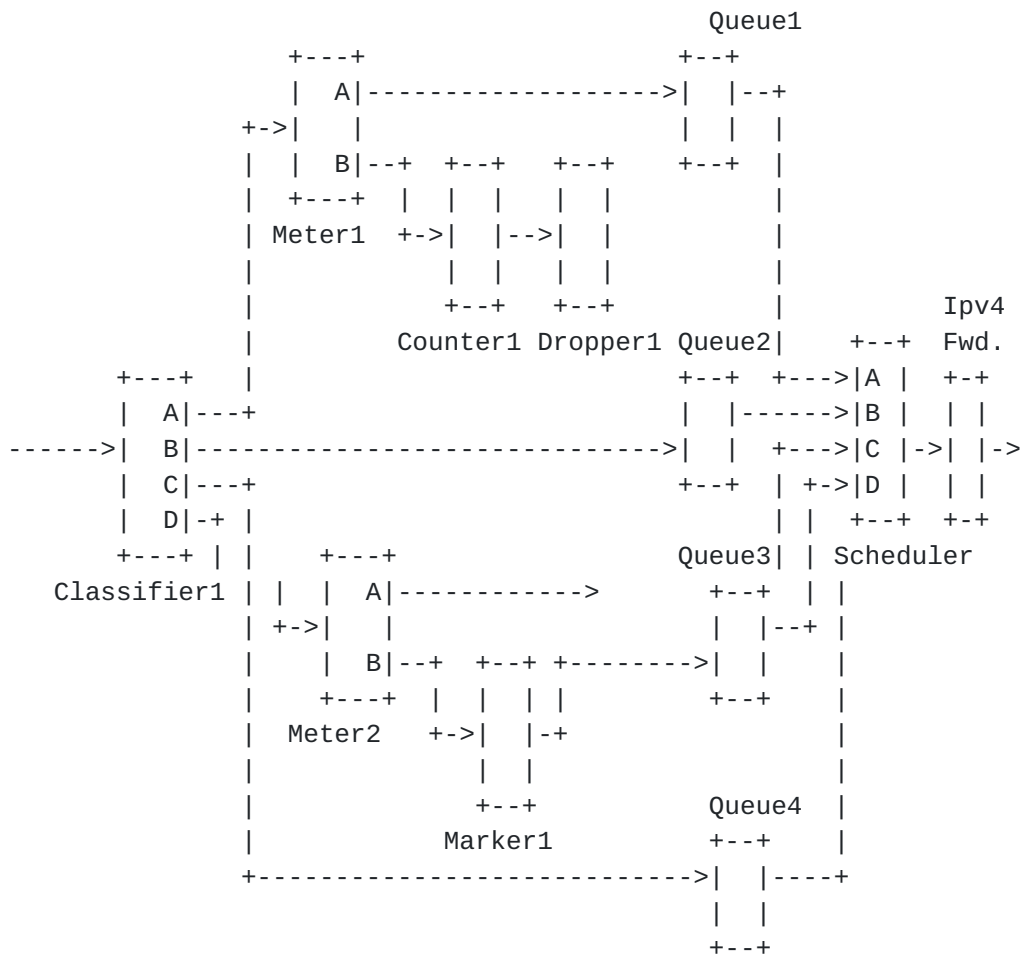 Queue1
                  +---+                    +--+
                  |  A|------------------->|  |--+
               +->|   |                    |  |  |
               |  |  B|--+  +--+   +--+    +--+  |
               |  +---+  |  |  |   |  |          |
               | Meter1  +->|  |-->|  |          |
               |            |  |   |  |          |
               |            +--+   +--+          |        Ipv4
               |         Counter1 Dropper1 Queue2|    +--+  Fwd.
       +---+   |                           +--+  +--->|A |  +-+
       |  A|---+                           |  |------>|B |  | |
------>|  B|------------------------------>|  |  +--->|C |->| |->
       |  C|---+                           +--+  | +->|D |  | |
       |  D|-+ |                                 | |  +--+  +-+
       +---+ | |    +---+                  Queue3| | Scheduler
   Classifier1 | |  |  A|------------>       +--+  | |
               | +->|   |                    |  |--+ |
               |    |  B|--+  +--+ +-------->|  |    |
               |    +---+  |  |  | |         +--+    |
               |  Meter2   +->|  |-+                 |
               |              |  |                   |
               |              +--+           Queue4  |
               |            Marker1          +--+    |
               +---------------------------->|  |----+
                                             |  |
                                             +--+